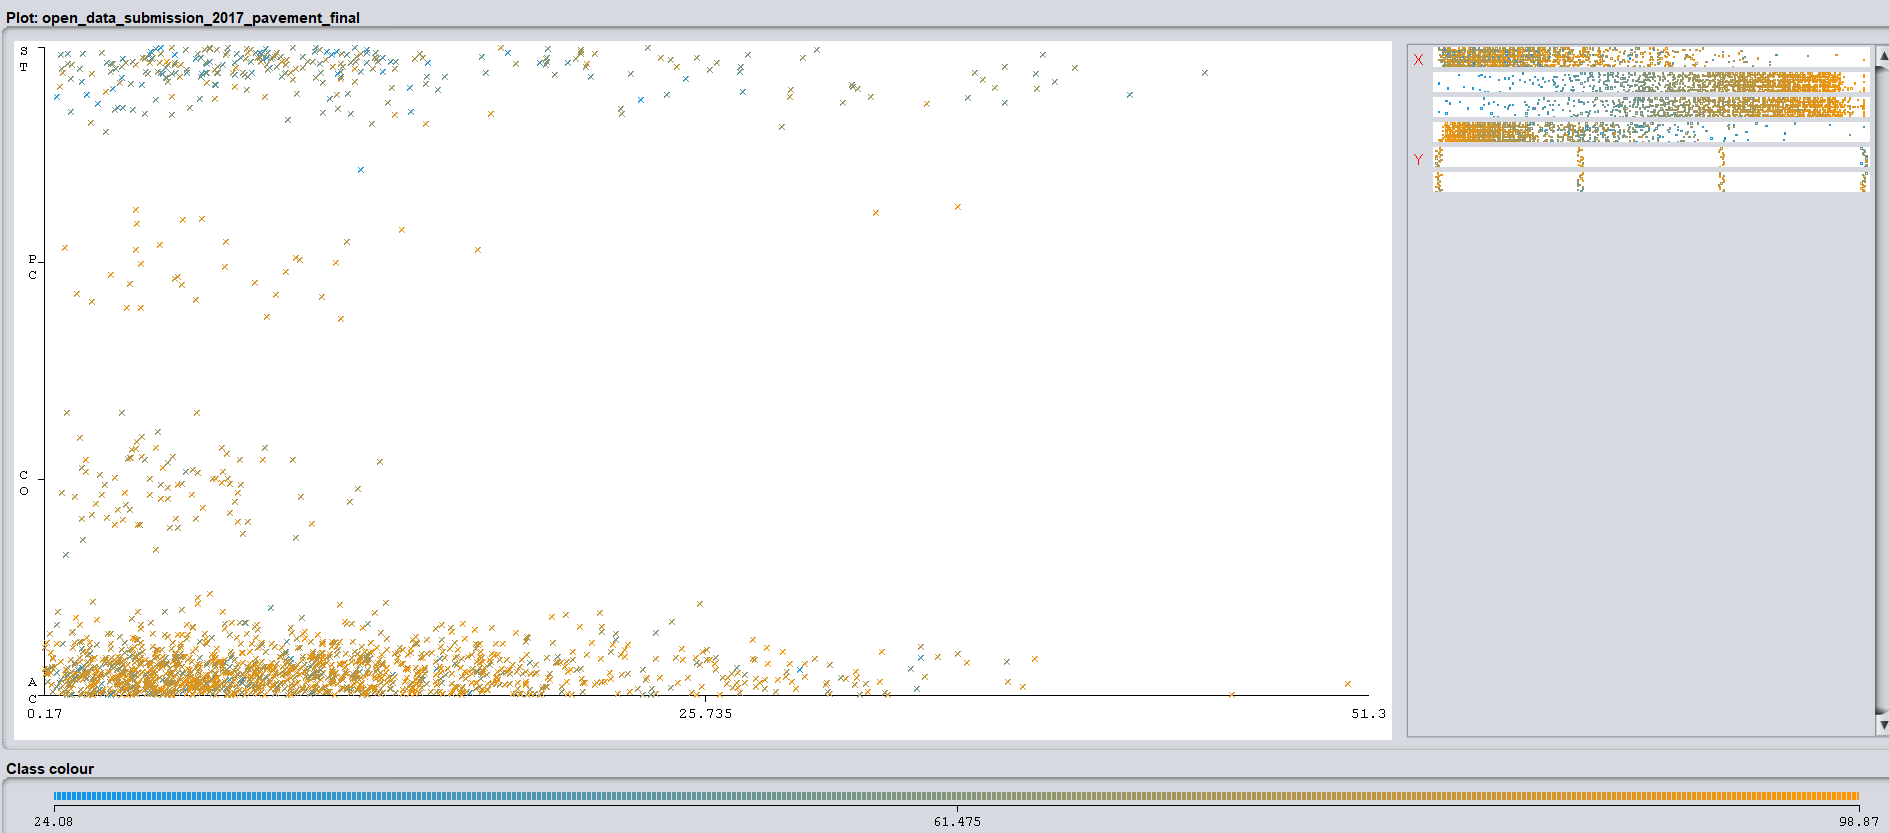 Plot: open_data_submission_2017_pavement_final
S
T
P
C
C
O
A
C
0.17
25.735
51.3
X
Y
Class colour
24.08
61.475
98.87